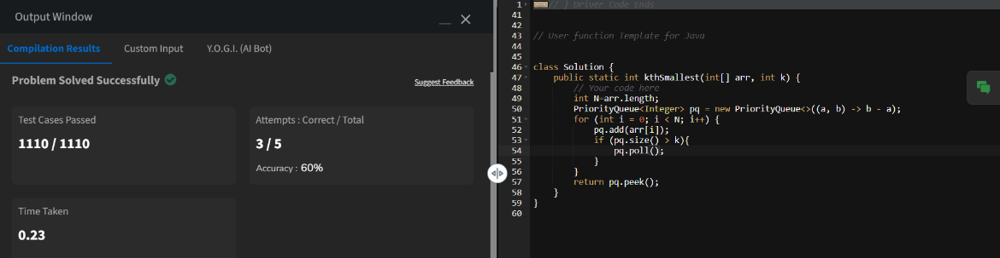 Output Window
Compilation Results Custom Input Y.O.G.I. (AI Bot)
Problem Solved Successfully
Suggest Feedback
Test Cases Passed
1110 / 1110
Attempts : Correct / Total
3 / 5
Accuracy : 60%
Time Taken
0.23
1 // } Driver Code Ends
41
42
43 // User function Template for Java
44
45
46 class Solution {
47 public static int kthSmallest(int[] arr, int k) {
48 // Your code here
49 int N=arr.length;
50 PriorityQueue<Integer> pq = new PriorityQueue<>((a, b) -> b - a);
51 for (int i = 0; i < N; i++) {
52 pq.add(arr[i]);
53 if (pq.size() > k){
54 pq.poll();
55 }
56 }
57 return pq.peek();
58 }
59 }
60